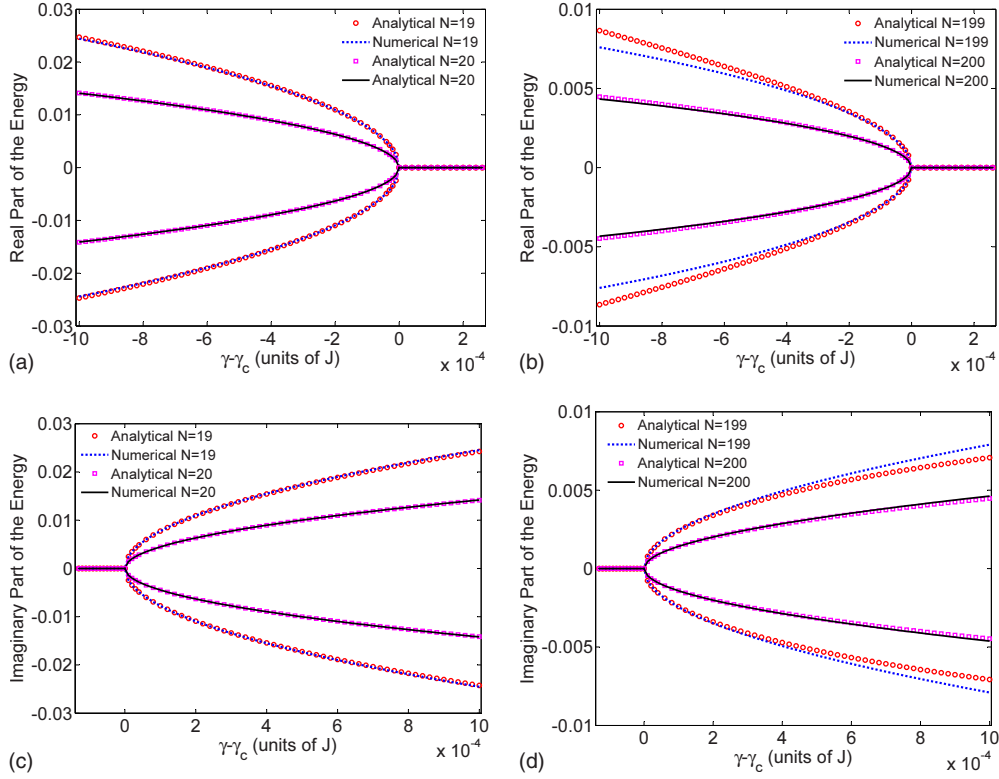 0.03
0.02
0.01
0
-0.01
-0.02
-0.03
Real Part of the Energy
Analytical N=19
Numerical N=19
Analytical N=20
Analytical N=20
-10 -8 -6 -4 -2 0 2
x 10⁻⁴
γ-γc (units of J)
(a)
0.01
0.005
0
-0.005
-0.01
Real Part of the Energy
Analytical N=199
Numerical N=199
Analytical N=200
Numerical N=200
-10 -8 -6 -4 -2 0 2
x 10⁻⁴
γ-γc (units of J)
(b)
0.03
0.02
0.01
0
-0.01
-0.02
-0.03
Imaginary Part of the Energy
Analytical N=19
Numerical N=19
Analytical N=20
Numerical N=20
0 2 4 6 8 10
x 10⁻⁴
γ-γc (units of J)
(c)
0.01
0.005
0
-0.005
-0.01
Imaginary Part of the Energy
Analytical N=199
Numerical N=199
Analytical N=200
Numerical N=200
0 2 4 6 8 10
x 10⁻⁴
γ-γc (units of J)
(d)